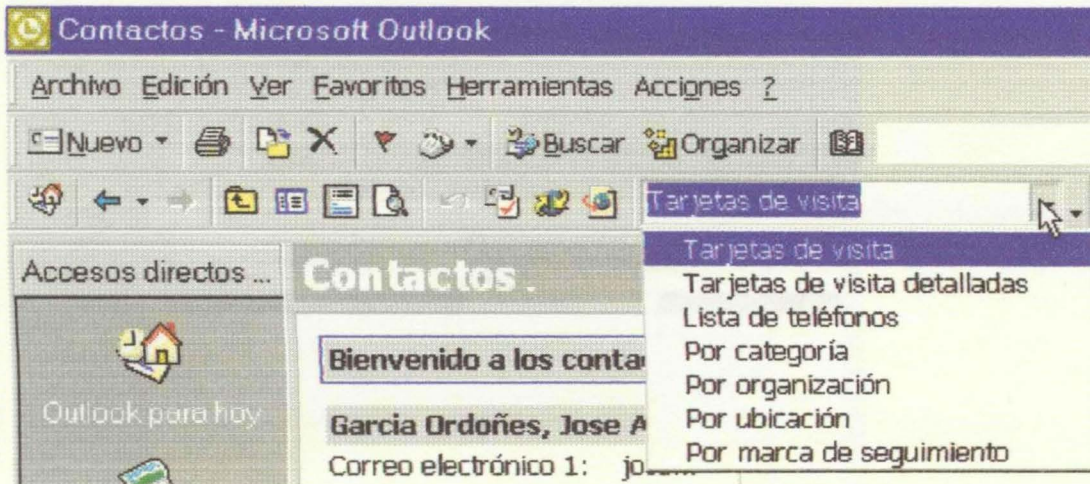 Contactos - Microsoft Outlook
Archivo Edición Ver Favoritos Herramientas Acciones ?
Nuevo Buscar Organizar
Tarjetas de visita
Accesos directos ...
Contactos .
Tarjetas de visita
Tarjetas de visita detalladas
Lista de teléfonos
Por categoría
Por organización
Por ubicación
Por marca de seguimiento
Outlook para hoy
Bienvenido a los conta
Garcia Ordoñes, Jose A
Correo electrónico 1: